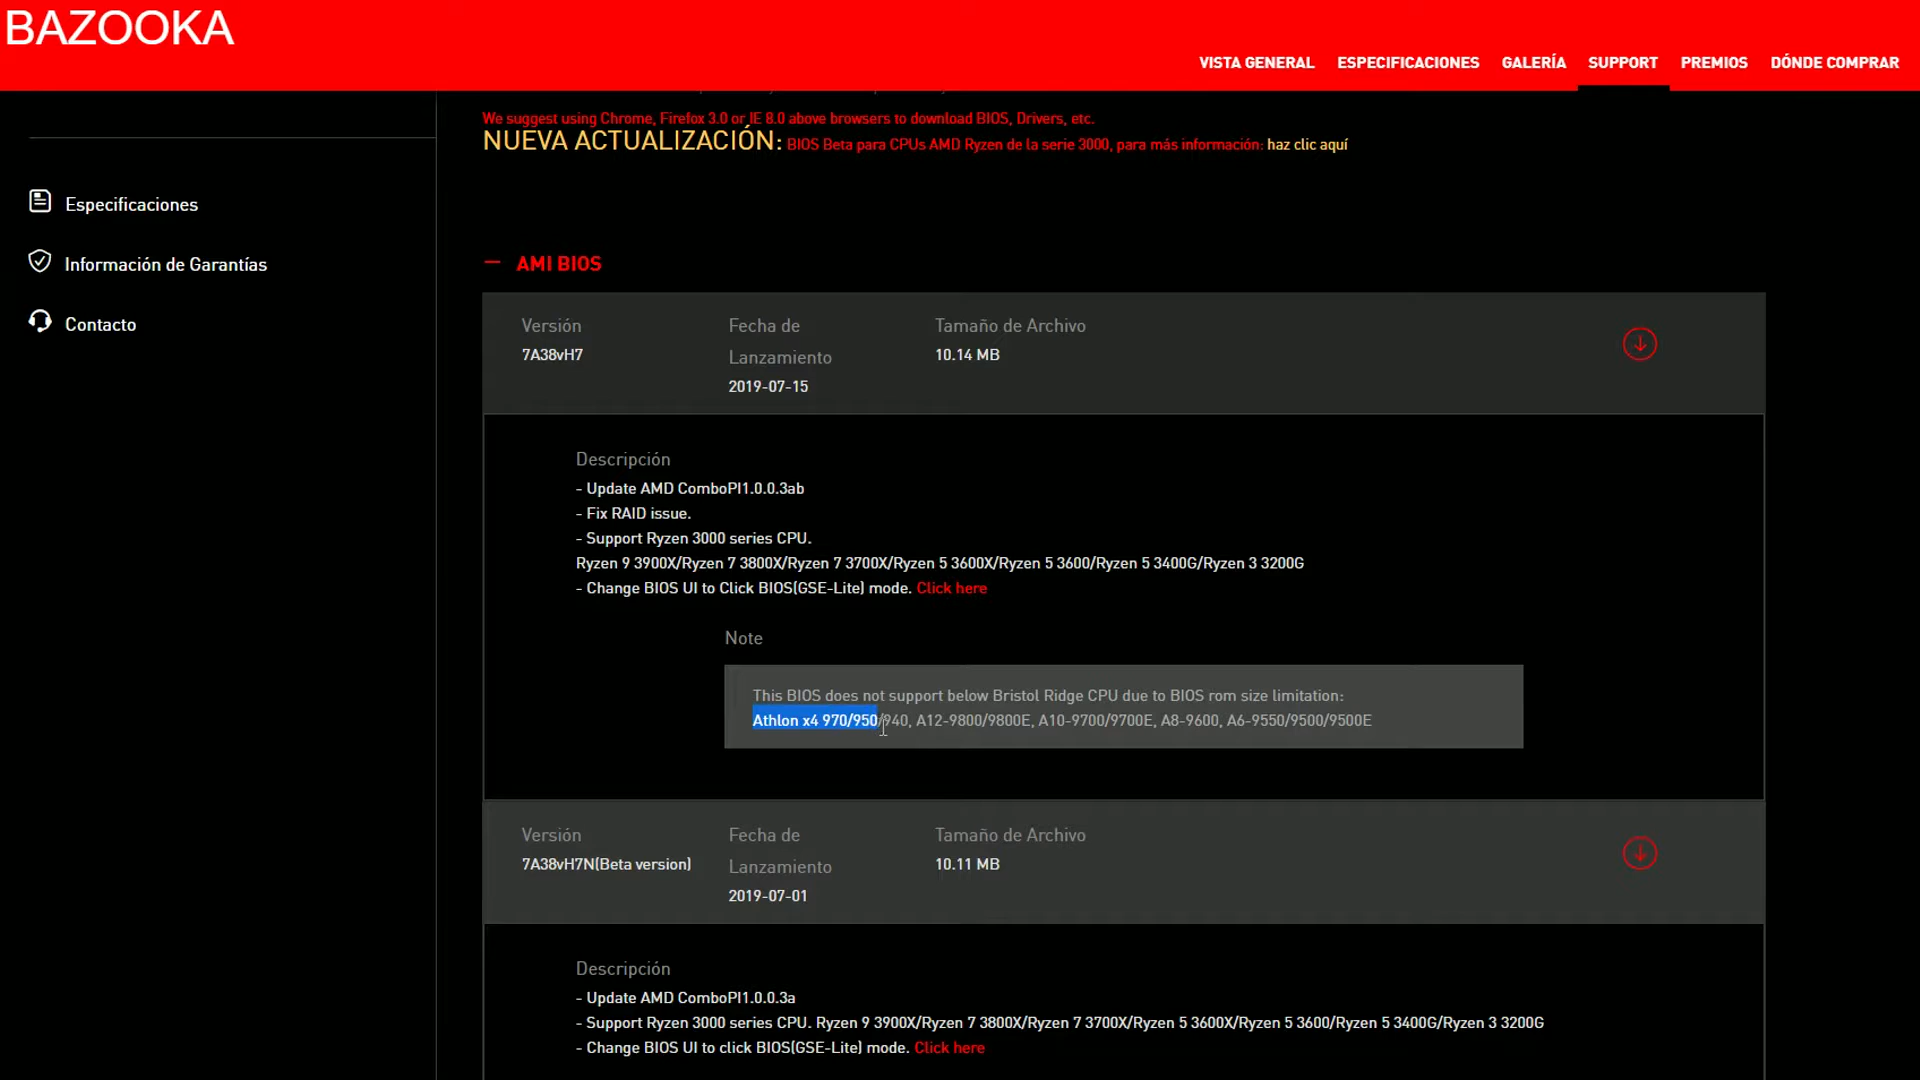 BAZOOKA
VISTA GENERAL ESPECIFICACIONES GALERÍA SUPPORT PREMIOS DÓNDE COMPRAR
We suggest using Chrome, Firefox 3.0 or IE 8.0 above browsers to download BIOS, Drivers, etc.
NUEVA ACTUALIZACIÓN: BIOS Beta para CPUs AMD Ryzen de la serie 3000, para más información: haz clic aquí
Especificaciones
Información de Garantías
Contacto
AMI BIOS
Versión
7A38vH7
Fecha de
Lanzamiento
2019-07-15
Tamaño de Archivo
10.14 MB
Descripción
- Update AMD ComboPI1.0.0.3ab
- Fix RAID issue.
- Support Ryzen 3000 series CPU.
Ryzen 9 3900X/Ryzen 7 3800X/Ryzen 7 3700X/Ryzen 5 3600X/Ryzen 5 3600/Ryzen 5 3400G/Ryzen 3 3200G
- Change BIOS UI to Click BIOS(GSE-Lite) mode. Click here
Note
This BIOS does not support below Bristol Ridge CPU due to BIOS rom size limitation:
Athlon x4 970/950/940, A12-9800/9800E, A10-9700/9700E, A8-9600, A6-9550/9500/9500E
Versión
7A38vH7N(Beta version)
Fecha de
Lanzamiento
2019-07-01
Tamaño de Archivo
10.11 MB
Descripción
- Update AMD ComboPI1.0.0.3a
- Support Ryzen 3000 series CPU. Ryzen 9 3900X/Ryzen 7 3800X/Ryzen 7 3700X/Ryzen 5 3600X/Ryzen 5 3600/Ryzen 5 3400G/Ryzen 3 3200G
- Change BIOS UI to click BIOS(GSE-Lite) mode. Click here